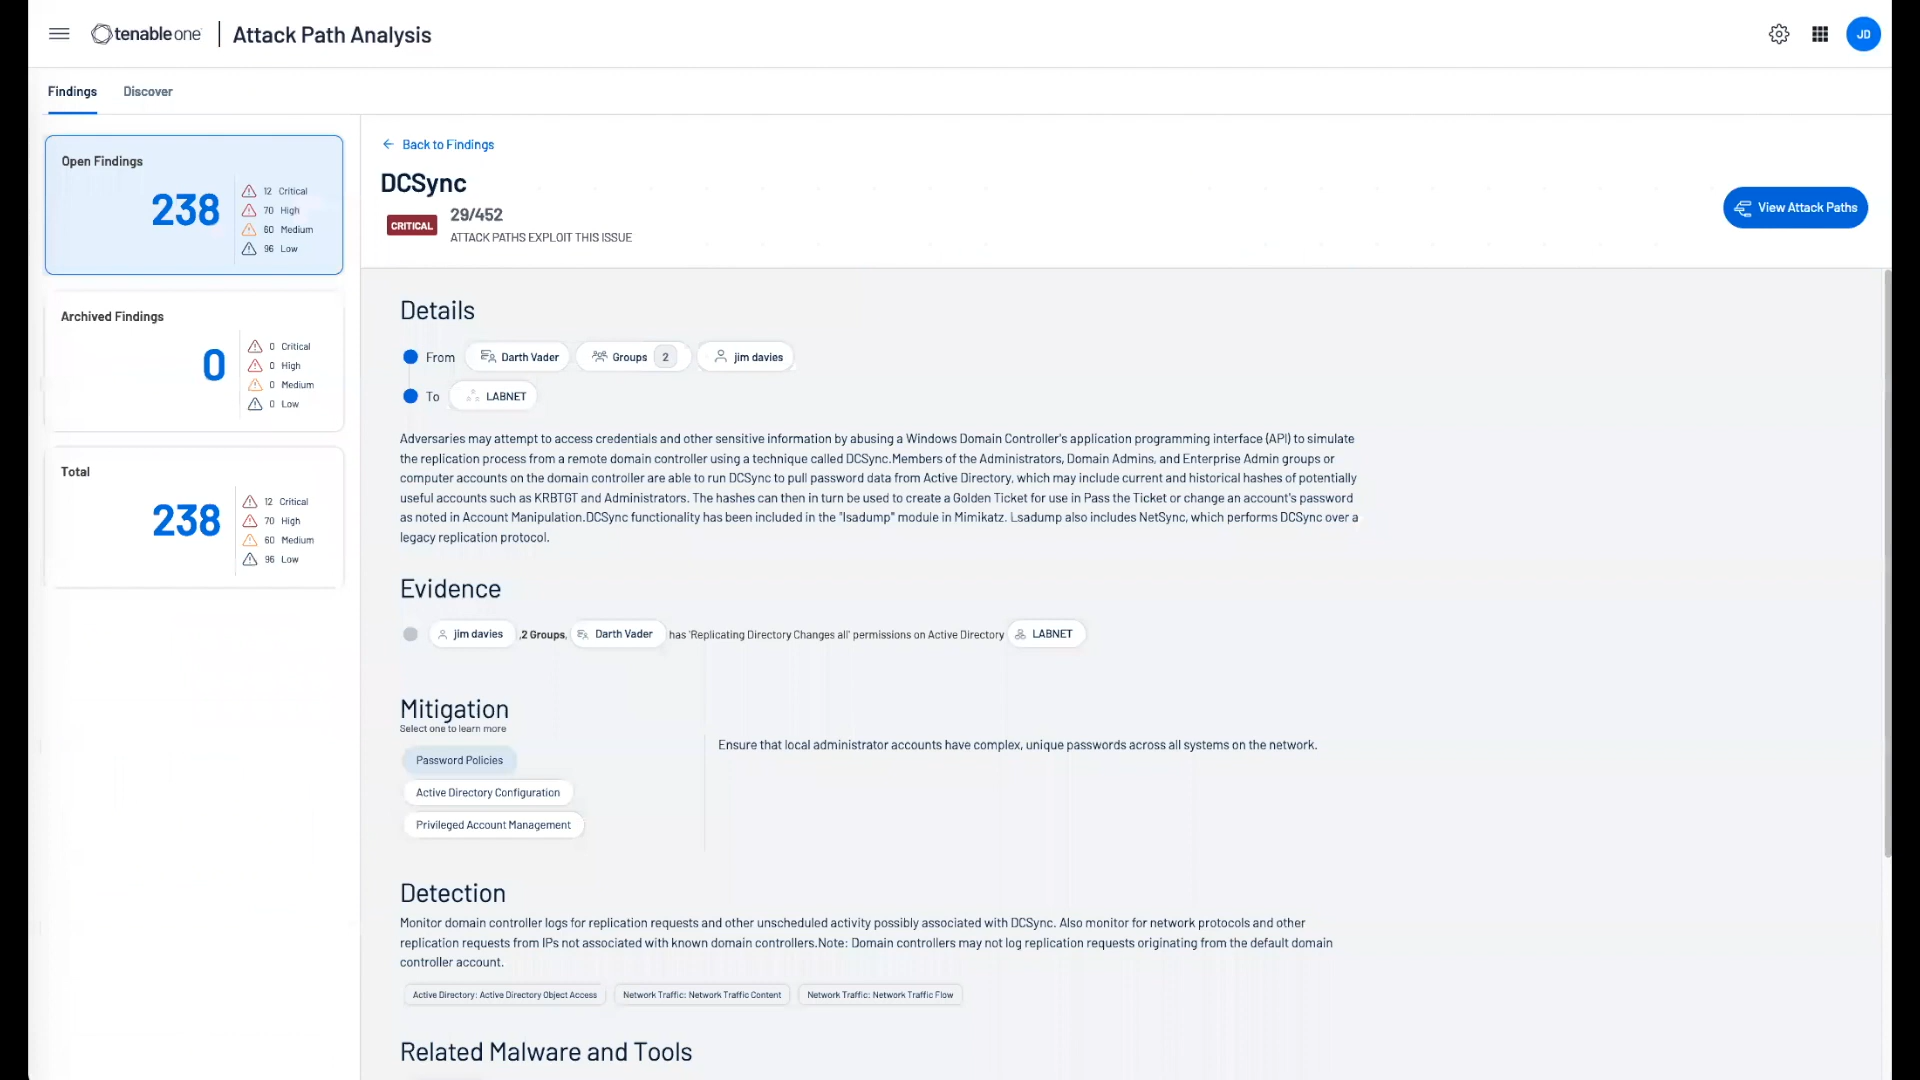 tenable one
Attack Path Analysis
JD
Findings
Discover
Open Findings
238
12 Critical
70 High
60 Medium
96 Low
Archived Findings
0
0 Critical
0 High
0 Medium
0 Low
Total
238
12 Critical
70 High
60 Medium
96 Low
← Back to Findings
DCSync
CRITICAL
29/452
ATTACK PATHS EXPLOIT THIS ISSUE
View Attack Paths
Details
From Darth Vader Groups 2 jim davies
To LABNET
Adversaries may attempt to access credentials and other sensitive information by abusing a Windows Domain Controller's application programming interface (API) to simulate
the replication process from a remote domain controller using a technique called DCSync.Members of the Administrators, Domain Admins, and Enterprise Admin groups or
computer accounts on the domain controller are able to run DCSync to pull password data from Active Directory, which may include current and historical hashes of potentially
useful accounts such as KRBTGT and Administrators. The hashes can then in turn be used to create a Golden Ticket for use in Pass the Ticket or change an account's password
as noted in Account Manipulation.DCSync functionality has been included in the "lsadump" module in Mimikatz. Lsadump also includes NetSync, which performs DCSync over a
legacy replication protocol.
Evidence
jim davies ,2 Groups, Darth Vader has 'Replicating Directory Changes all' permissions on Active Directory LABNET
Mitigation
Select one to learn more
Password Policies
Active Directory Configuration
Privileged Account Management
Ensure that local administrator accounts have complex, unique passwords across all systems on the network.
Detection
Monitor domain controller logs for replication requests and other unscheduled activity possibly associated with DCSync. Also monitor for network protocols and other
replication requests from IPs not associated with known domain controllers.Note: Domain controllers may not log replication requests originating from the default domain
controller account.
Active Directory: Active Directory Object Access
Network Traffic: Network Traffic Content
Network Traffic: Network Traffic Flow
Related Malware and Tools